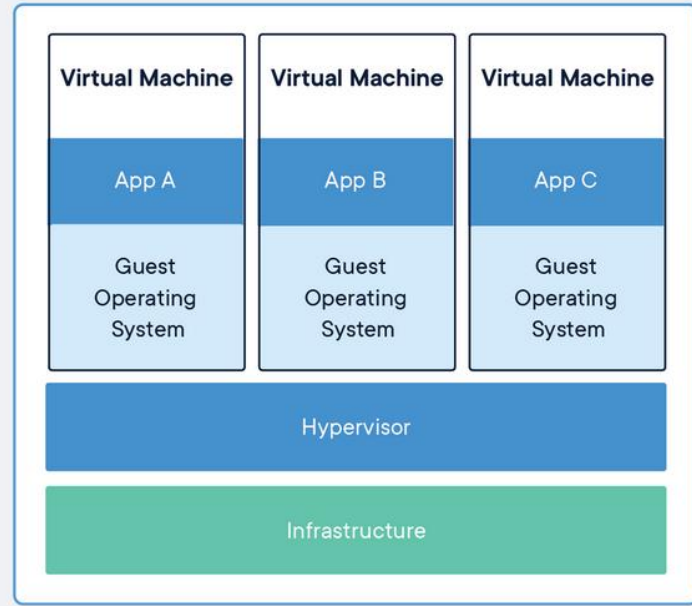 Virtual Machine
Virtual Machine
Virtual Machine
App A
App B
App C
Guest
Operating
System
Guest
Operating
System
Guest
Operating
System
Hypervisor
Infrastructure